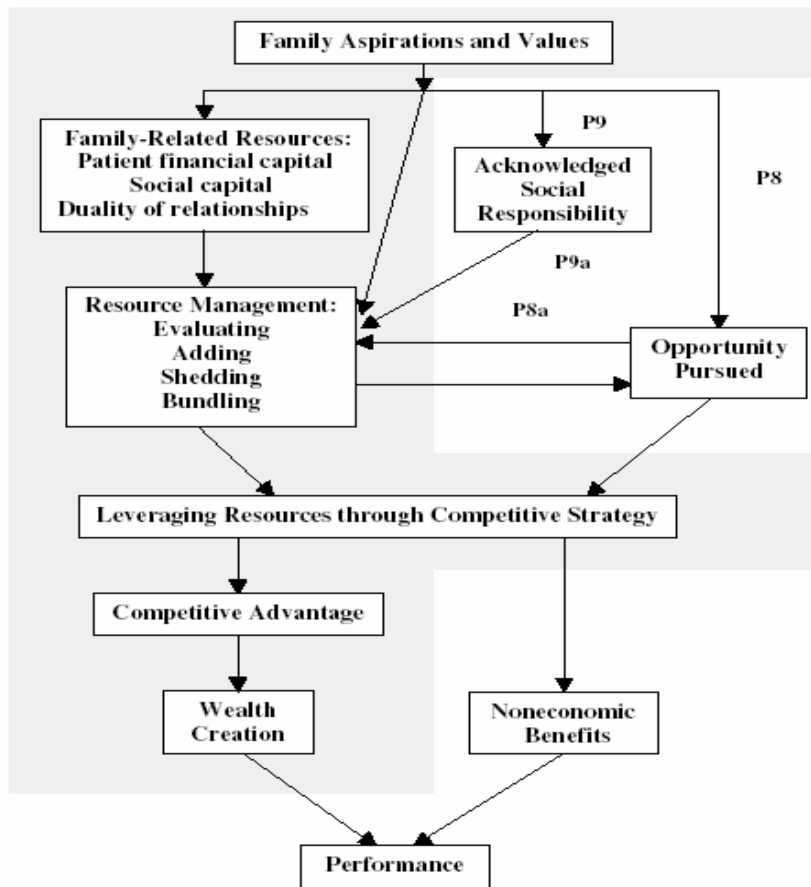 Family Aspirations and Values
Family-Related Resources:
Patient financial capital
Social capital
Duality of relationships
P9
Acknowledged
Social
Responsibility
P8
P9a
Resource Management:
Evaluating
Adding
Shedding
Bundling
P8a
Opportunity
Pursued
Leveraging Resources through Competitive Strategy
Competitive Advantage
Wealth
Creation
Noneconomic
Benefits
Performance